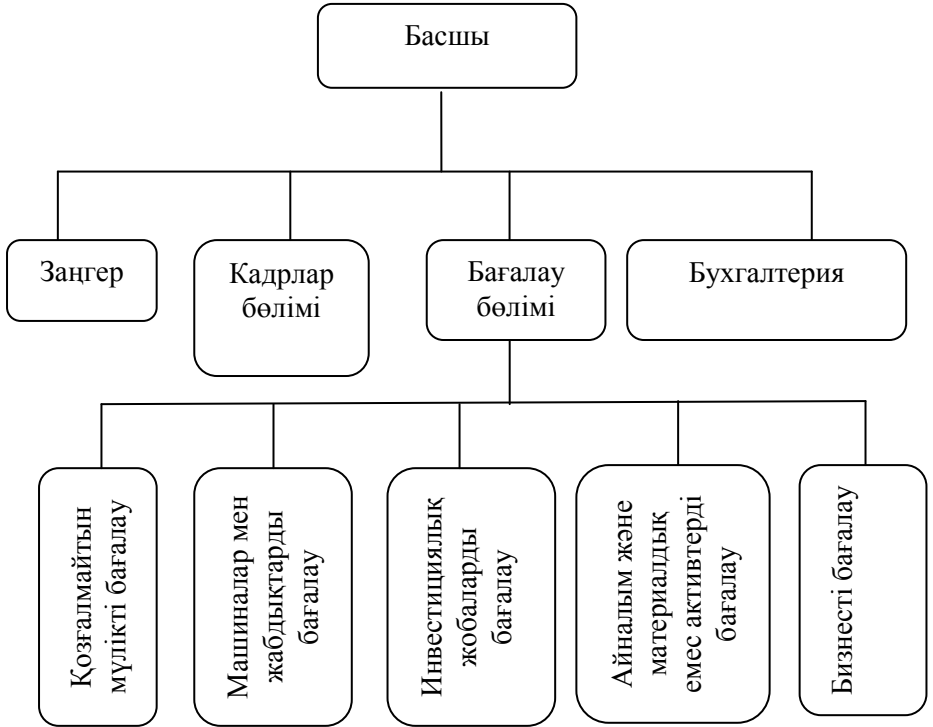 Басшы
Заңгер
Кадрлар
бөлімі
Бағалау
бөлімі
Бухгалтерия
Қозғалмайтын
мүлікті бағалау
Машиналар мен
жабдықтарды
бағалау
Инвестициялық
жобаларды
бағалау
Айналым және
материалдық
емес активтерді
бағалау
Бизнесті бағалау